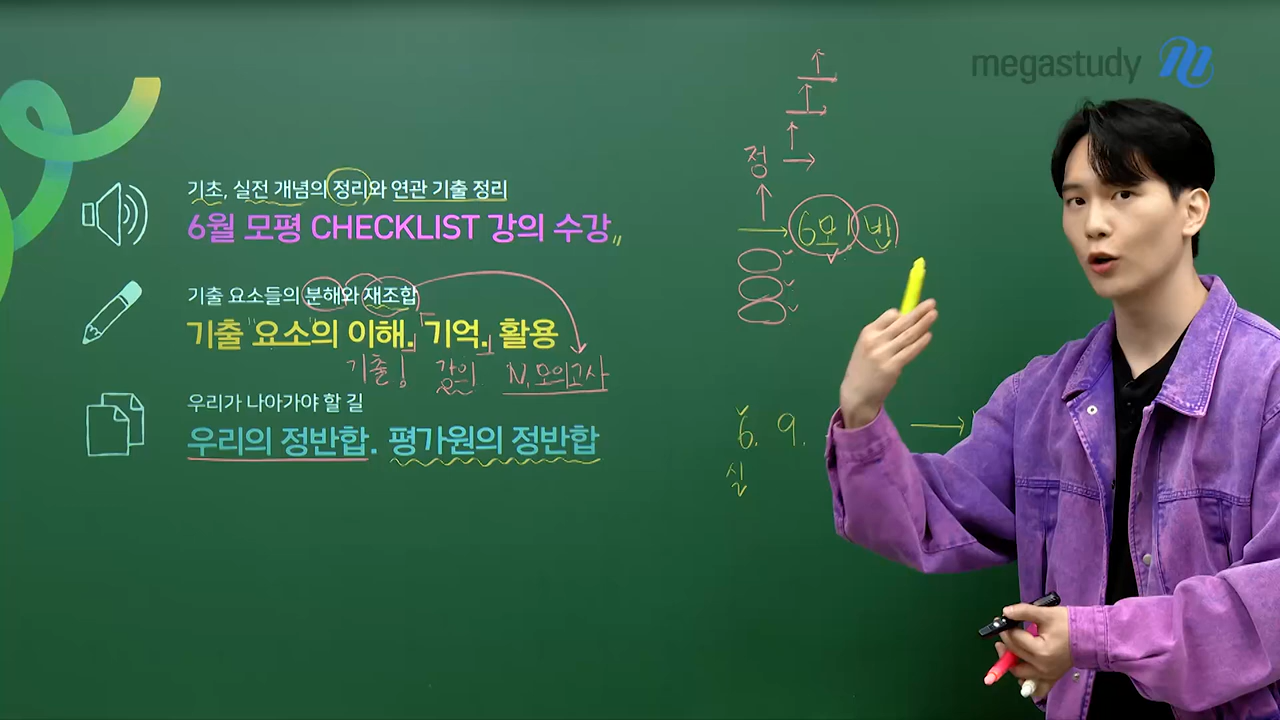 megastudy
기초, 실전 개념의 정리와 연관 기출 정리
6월 모평 CHECKLIST 강의 수강
기출 요소들의 분해와 재조합
기출 "요소"의 이해. 기억. 활용
기출 강의 N, 모의고사
우리가 나아가야 할 길
우리의 정반합. 평가원의 정반합
정
6모 반
6. 9.
실